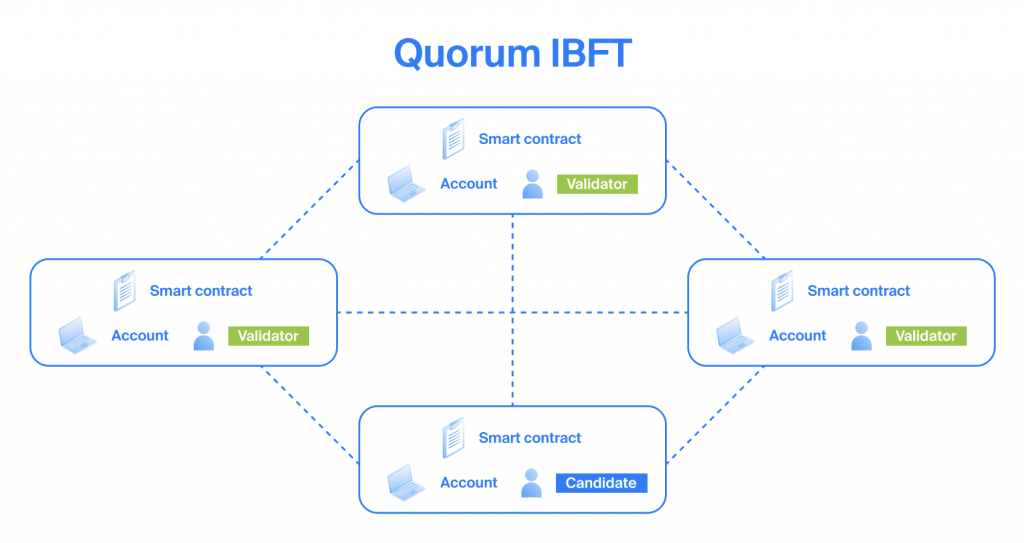 Quorum IBFT
Smart contract
Account Validator
Smart contract
Account Validator
Smart contract
Account Validator
Smart contract
Account Candidate